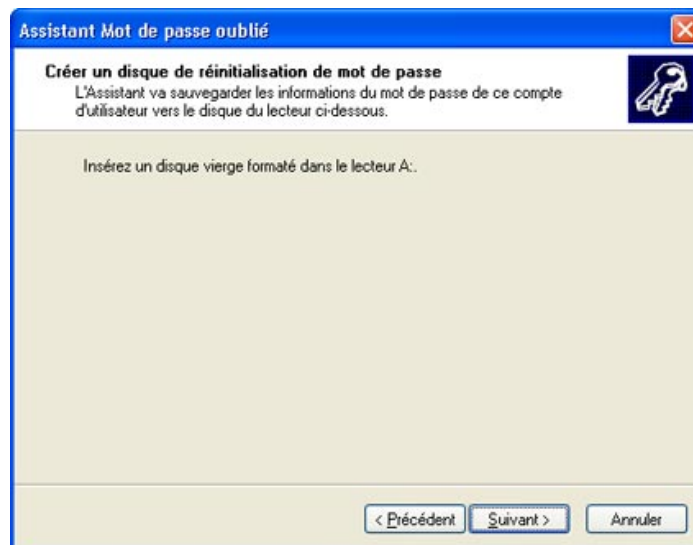 Assistant Mot de passe oublié
Créer un disque de réinitialisation de mot de passe
L'Assistant va sauvegarder les informations du mot de passe de ce compte
d'utilisateur vers le disque du lecteur ci-dessous.
Insérez un disque vierge formaté dans le lecteur A:.
< Précédent Suivant > Annuler